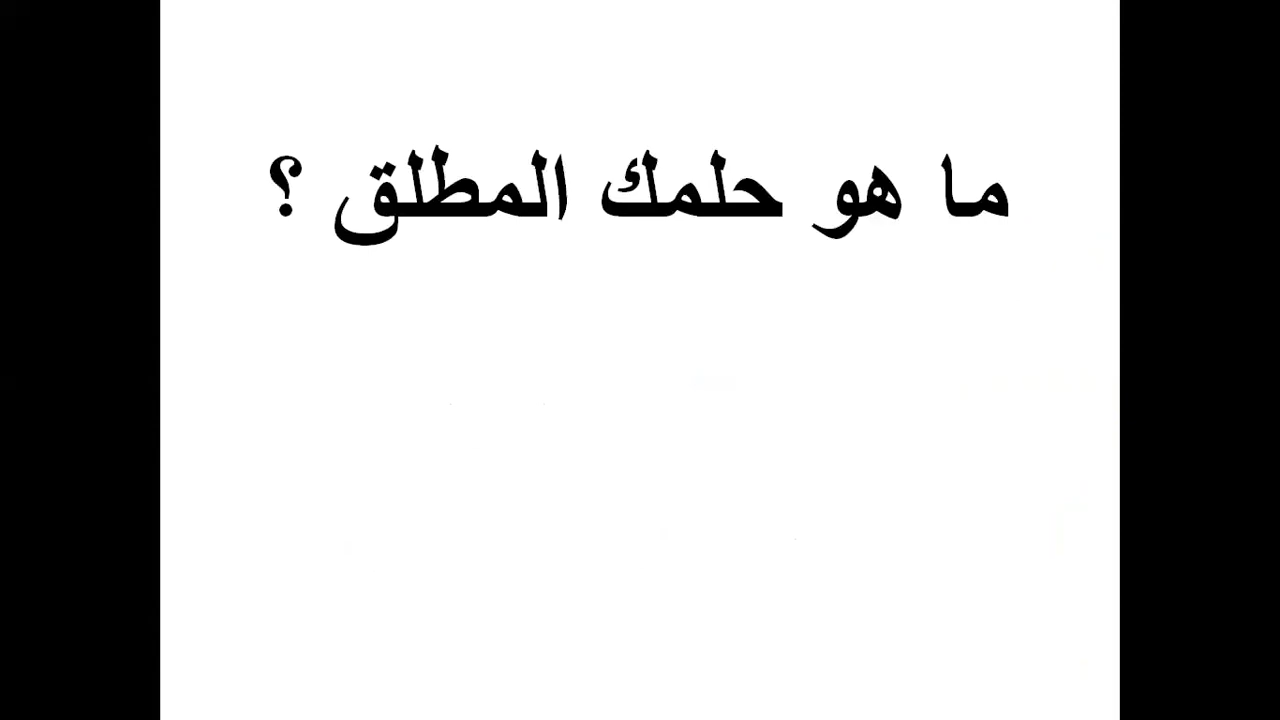 ما هو حلمك المطلق ؟